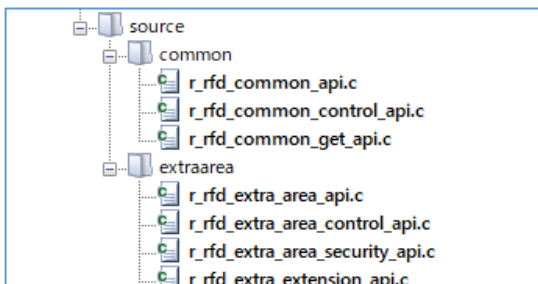 source
common
r_rfd_common_api.c
r_rfd_common_control_api.c
r_rfd_common_get_api.c
extraarea
r_rfd_extra_area_api.c
r_rfd_extra_area_control_api.c
r_rfd_extra_area_security_api.c
r_rfd_extra_extension_api.c